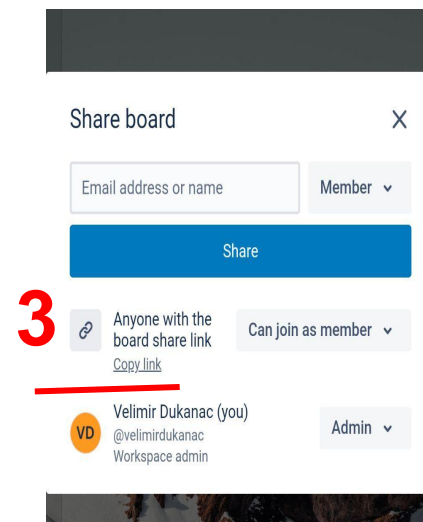 Share board
Email address or name
Member
Share
3
Anyone with the
board share link
Can join as member
Copy link
VD
Velimir Dukanac (you)
@velimirdukanac
Workspace admin
Admin